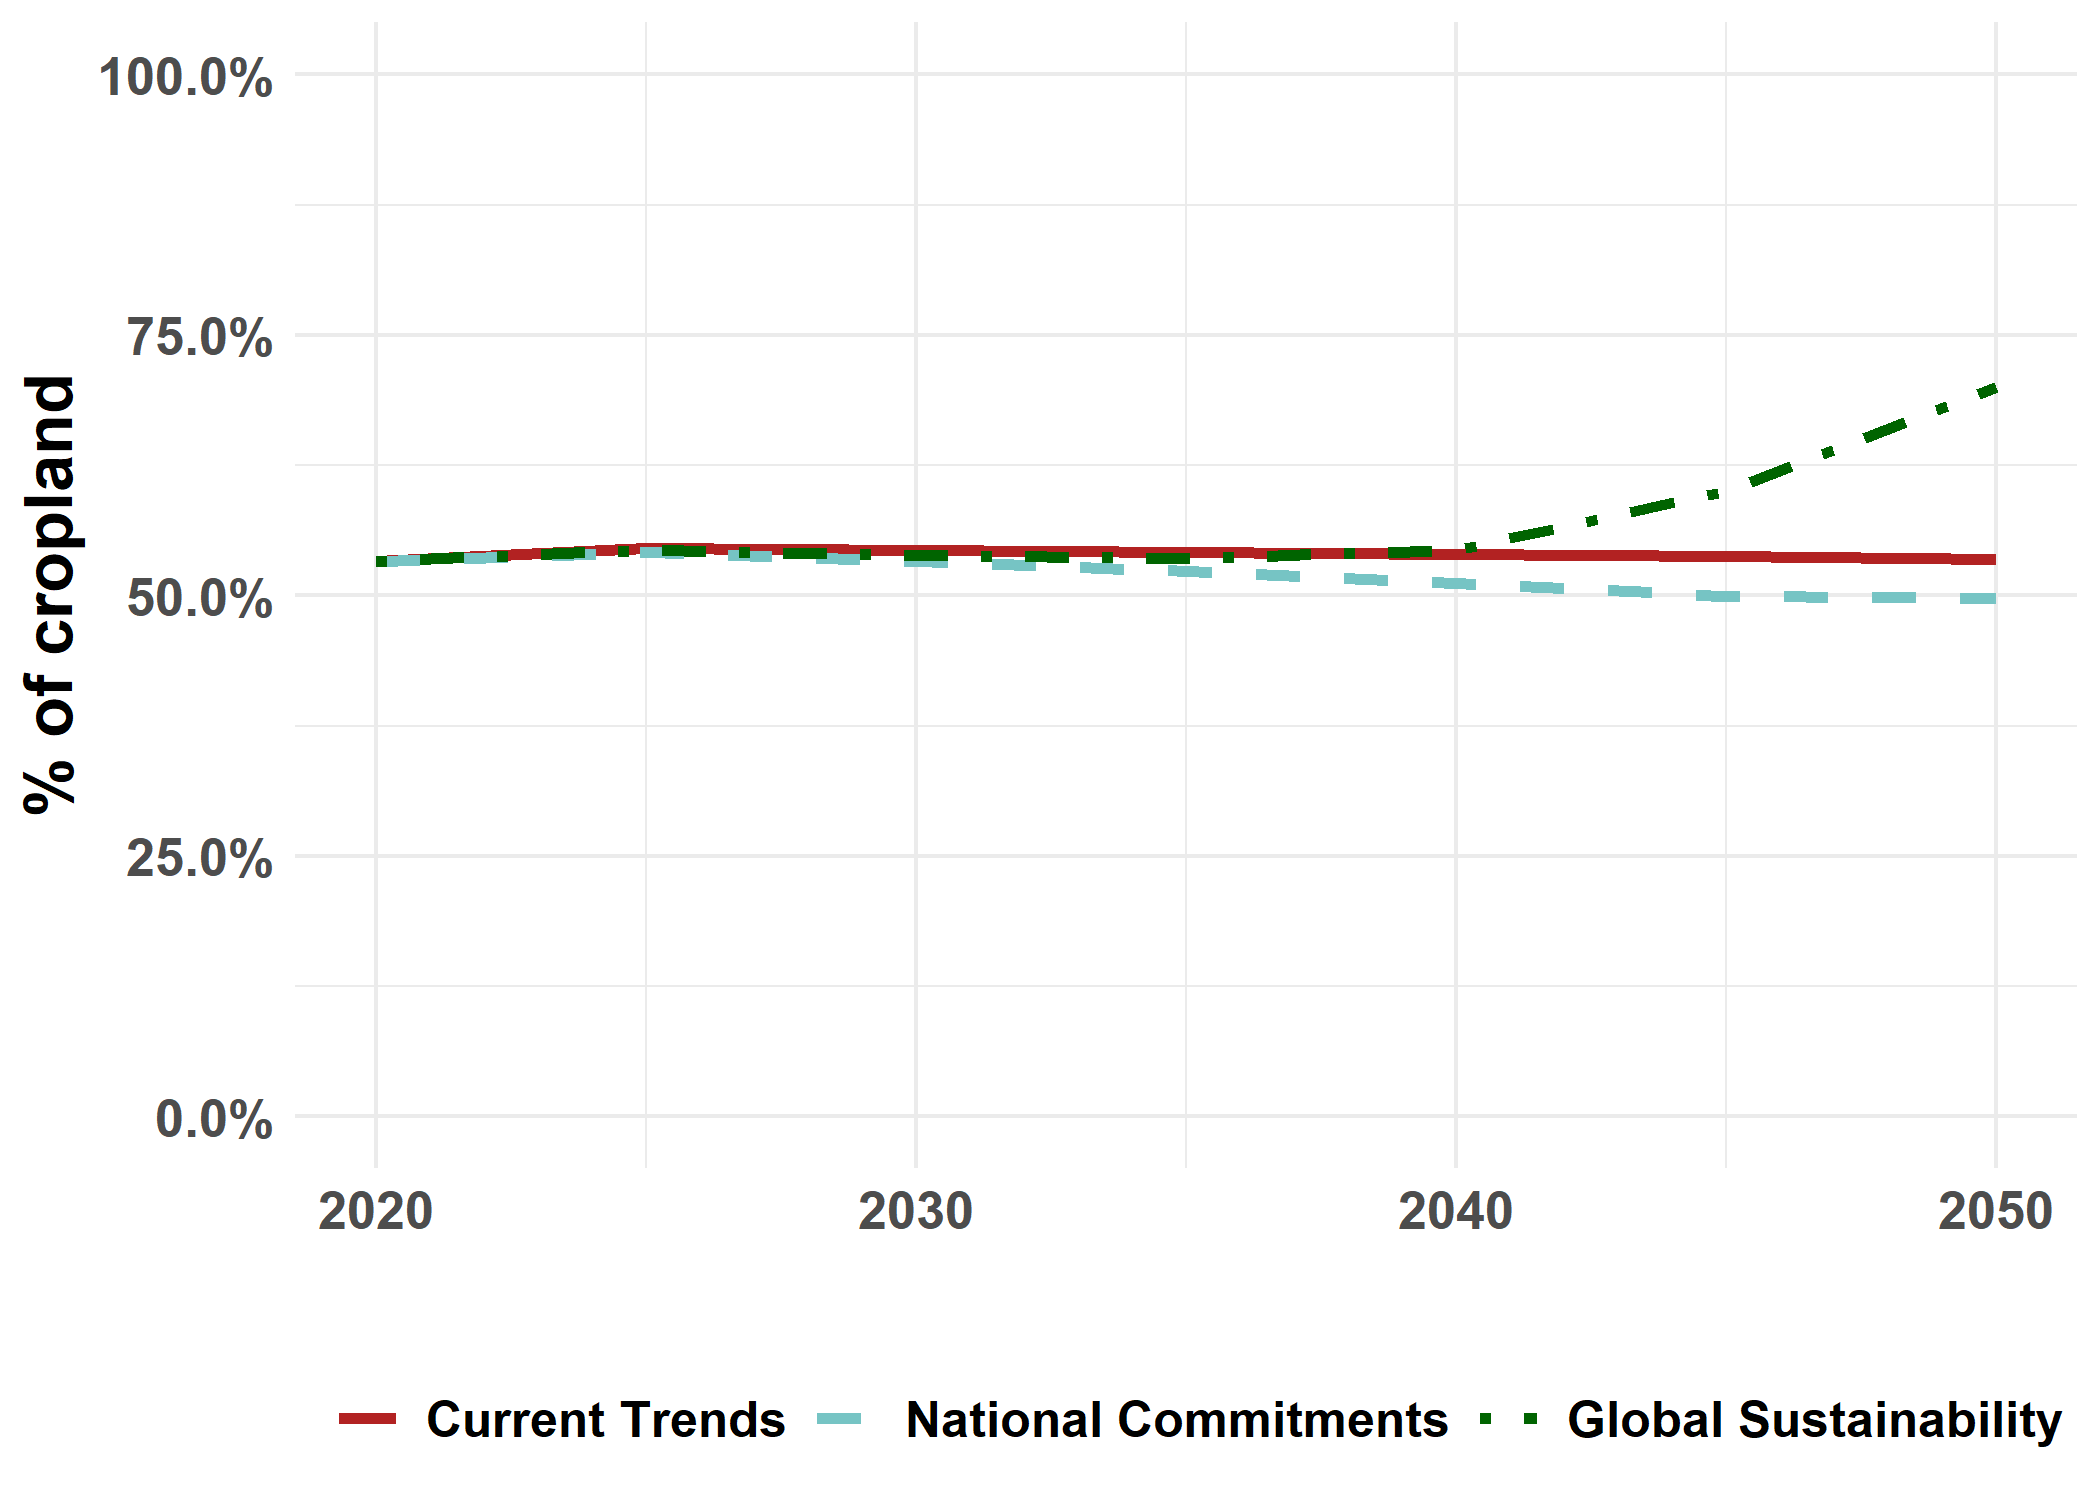 100.0%
75.0%
50.0%
25.0%
0.0%
% of cropland
2020 2030 2040 2050
Current Trends National Commitments Global Sustainability